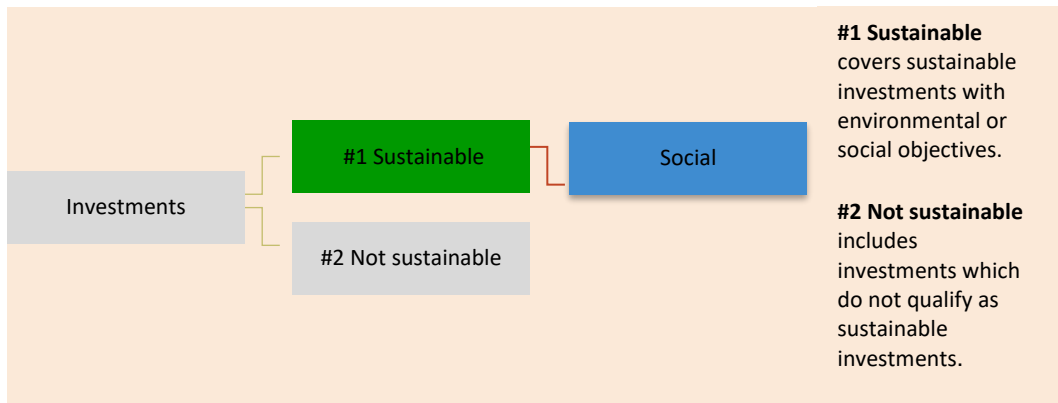 Investments
#1 Sustainable
Social
#2 Not sustainable
#1 Sustainable
covers sustainable
investments with
environmental or
social objectives.
#2 Not sustainable
includes
investments which
do not qualify as
sustainable
investments.